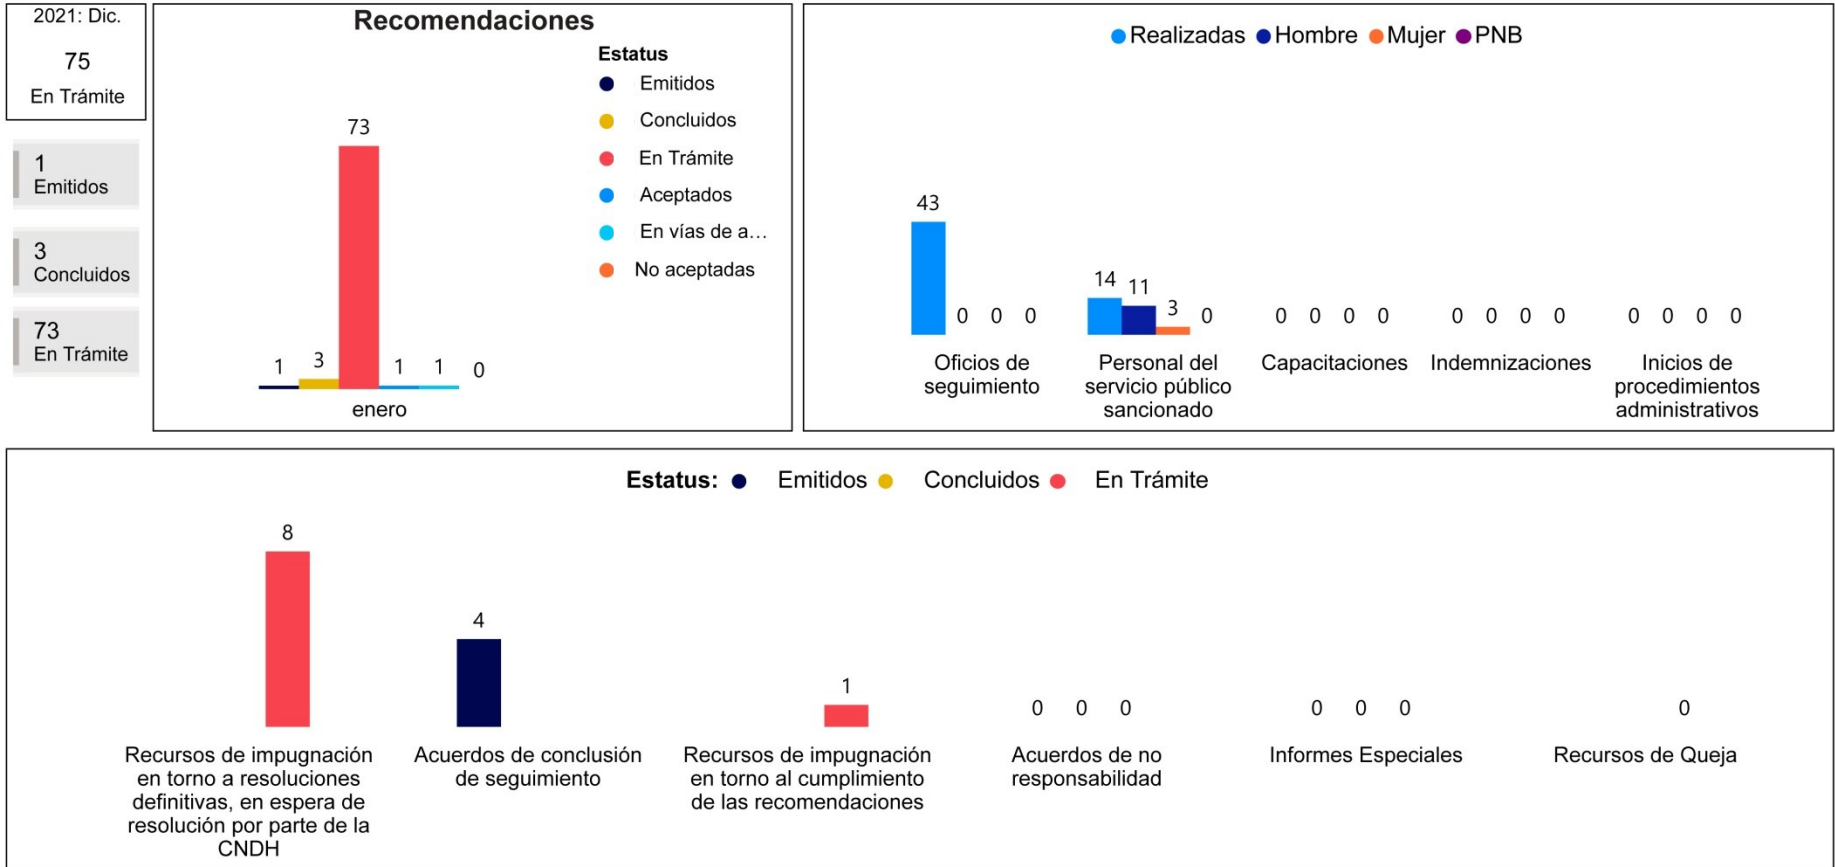 2021: Dic.
75
En Trámite
1
Emitidos
3
Concluidos
73
En Trámite
Recomendaciones
Estatus
Emitidos
Concluidos
En Trámite
Aceptados
En vías de a…
No aceptadas
1 3 73 1 1 0
enero
Realizadas Hombre Mujer PNB
43 0 0 0
14 11 3 0
0 0 0 0
0 0 0 0
0 0 0 0
Oficios de
seguimiento
Personal del
servicio público
sancionado
Capacitaciones
Indemnizaciones
Inicios de
procedimientos
administrativos
Estatus: Emitidos Concluidos En Trámite
8
4
1
0 0 0
0 0 0
0
Recursos de impugnación
en torno a resoluciones
definitivas, en espera de
resolución por parte de la
CNDH
Acuerdos de conclusión
de seguimiento
Recursos de impugnación
en torno al cumplimiento
de las recomendaciones
Acuerdos de no
responsabilidad
Informes Especiales
Recursos de Queja